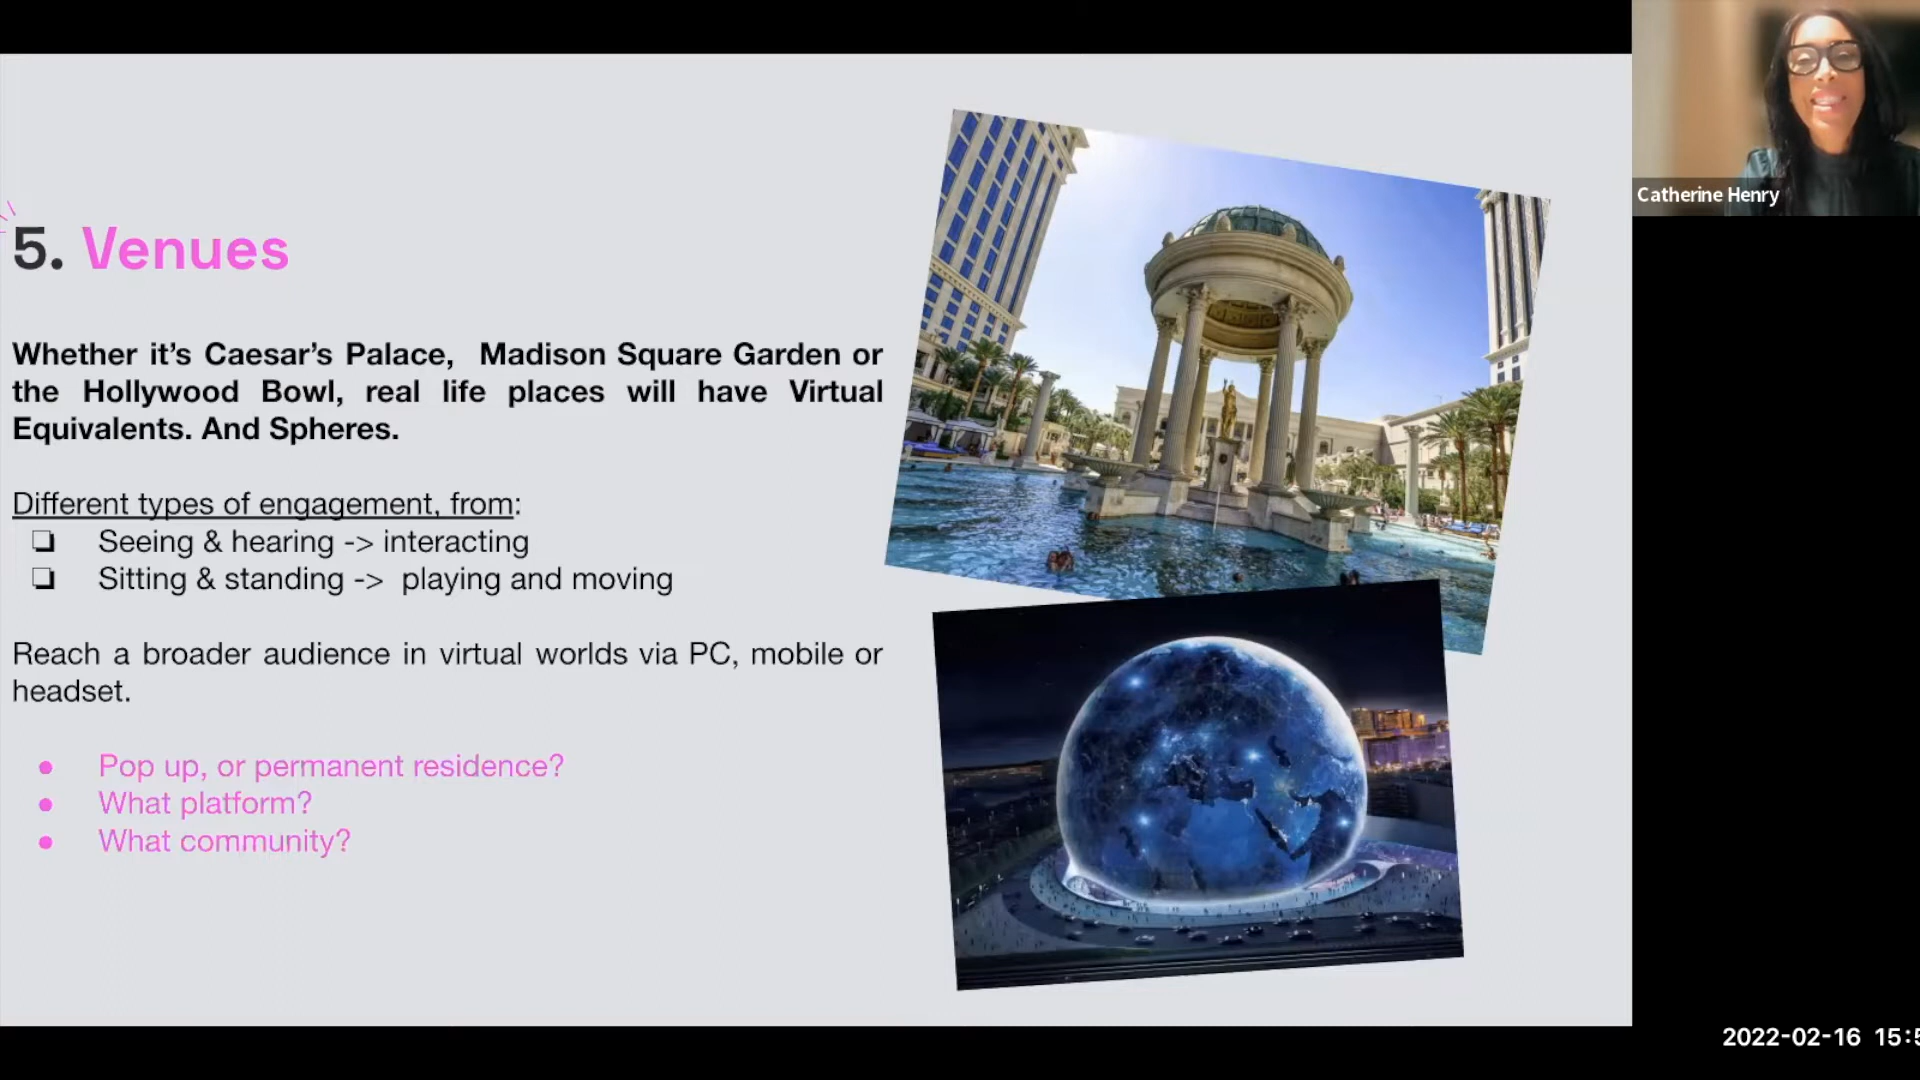 Catherine Henry
5. Venues
Whether it’s Caesar’s Palace, Madison Square Garden or
the Hollywood Bowl, real life places will have Virtual
Equivalents. And Spheres.
Different types of engagement, from:
❏ Seeing & hearing -> interacting
❏ Sitting & standing -> playing and moving
Reach a broader audience in virtual worlds via PC, mobile or
headset.
● Pop up, or permanent residence?
● What platform?
● What community?
2022-02-16 15:5